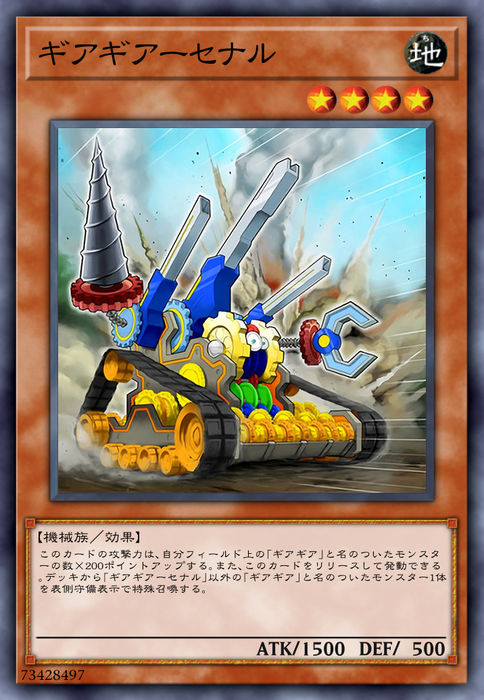 ギアギアーセナル
ち
地
【機械族／効果】
このカードの攻撃力は、自分フィールド上の「ギアギア」と名のついたモンスタ
ーの数×200ポイントアップする。また、このカードをリリースして発動できる
。デッキから「ギアギアーセナル」以外の「ギアギア」と名のついたモンスター1体
を表側守備表示で特殊召喚する。
ATK/1500 DEF/ 500
73428497